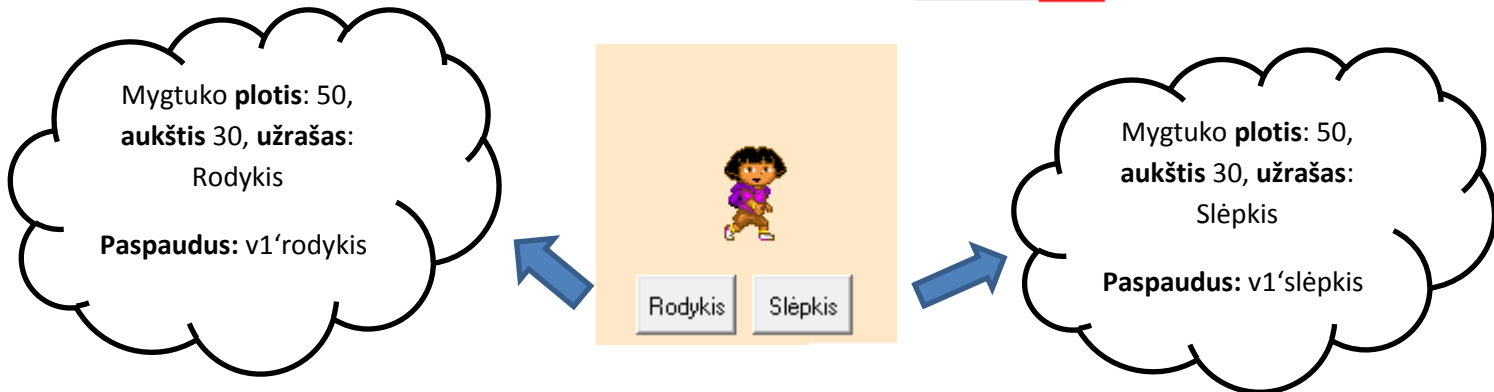 Mygtuko plotis: 50,
aukštis 30, užrašas:
Rodykis
Paspaudus: v1‘rodykis
Rodykis
Slėpkis
Mygtuko plotis: 50,
aukštis 30, užrašas:
Slėpkis
Paspaudus: v1‘slėpkis